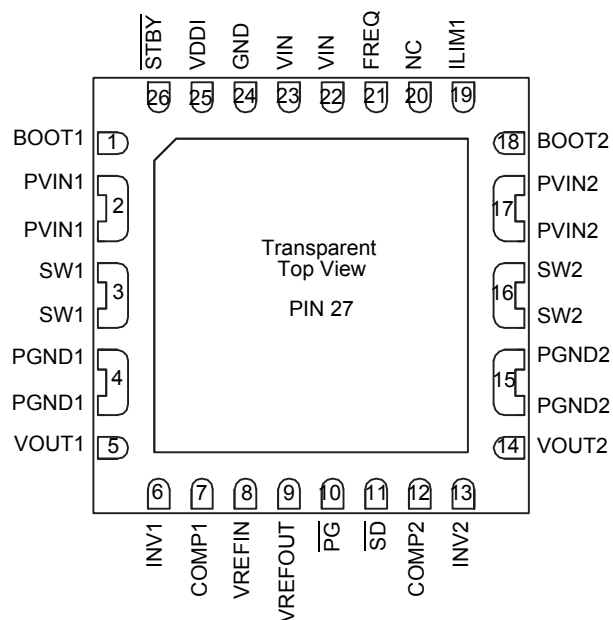 STBY
VDDI
GND
VIN
VIN
FREQ
NC
ILIM1
26
25
24
23
22
21
20
19
BOOT1
1
18
BOOT2
PVIN1
PVIN1
2
17
PVIN2
PVIN2
Transparent
Top View
PIN 27
SW1
SW1
3
16
SW2
SW2
PGND1
PGND1
4
15
PGND2
PGND2
VOUT1
5
14
VOUT2
6
7
8
9
10
11
12
13
INV1
COMP1
VREFIN
VREFOUT
PG
SD
COMP2
INV2